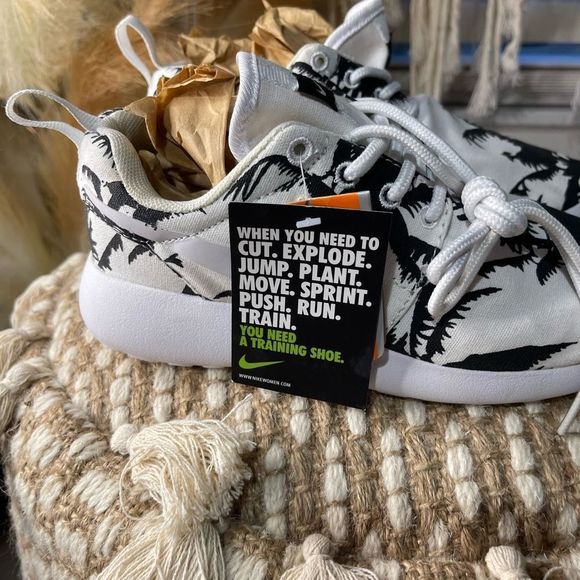 WHEN YOU NEED TO
CUT. EXPLODE.
JUMP. PLANT.
MOVE. SPRINT.
PUSH. RUN.
TRAIN.
YOU NEED
A TRAINING SHOE.
WWW.NIKEWOMEN.COM